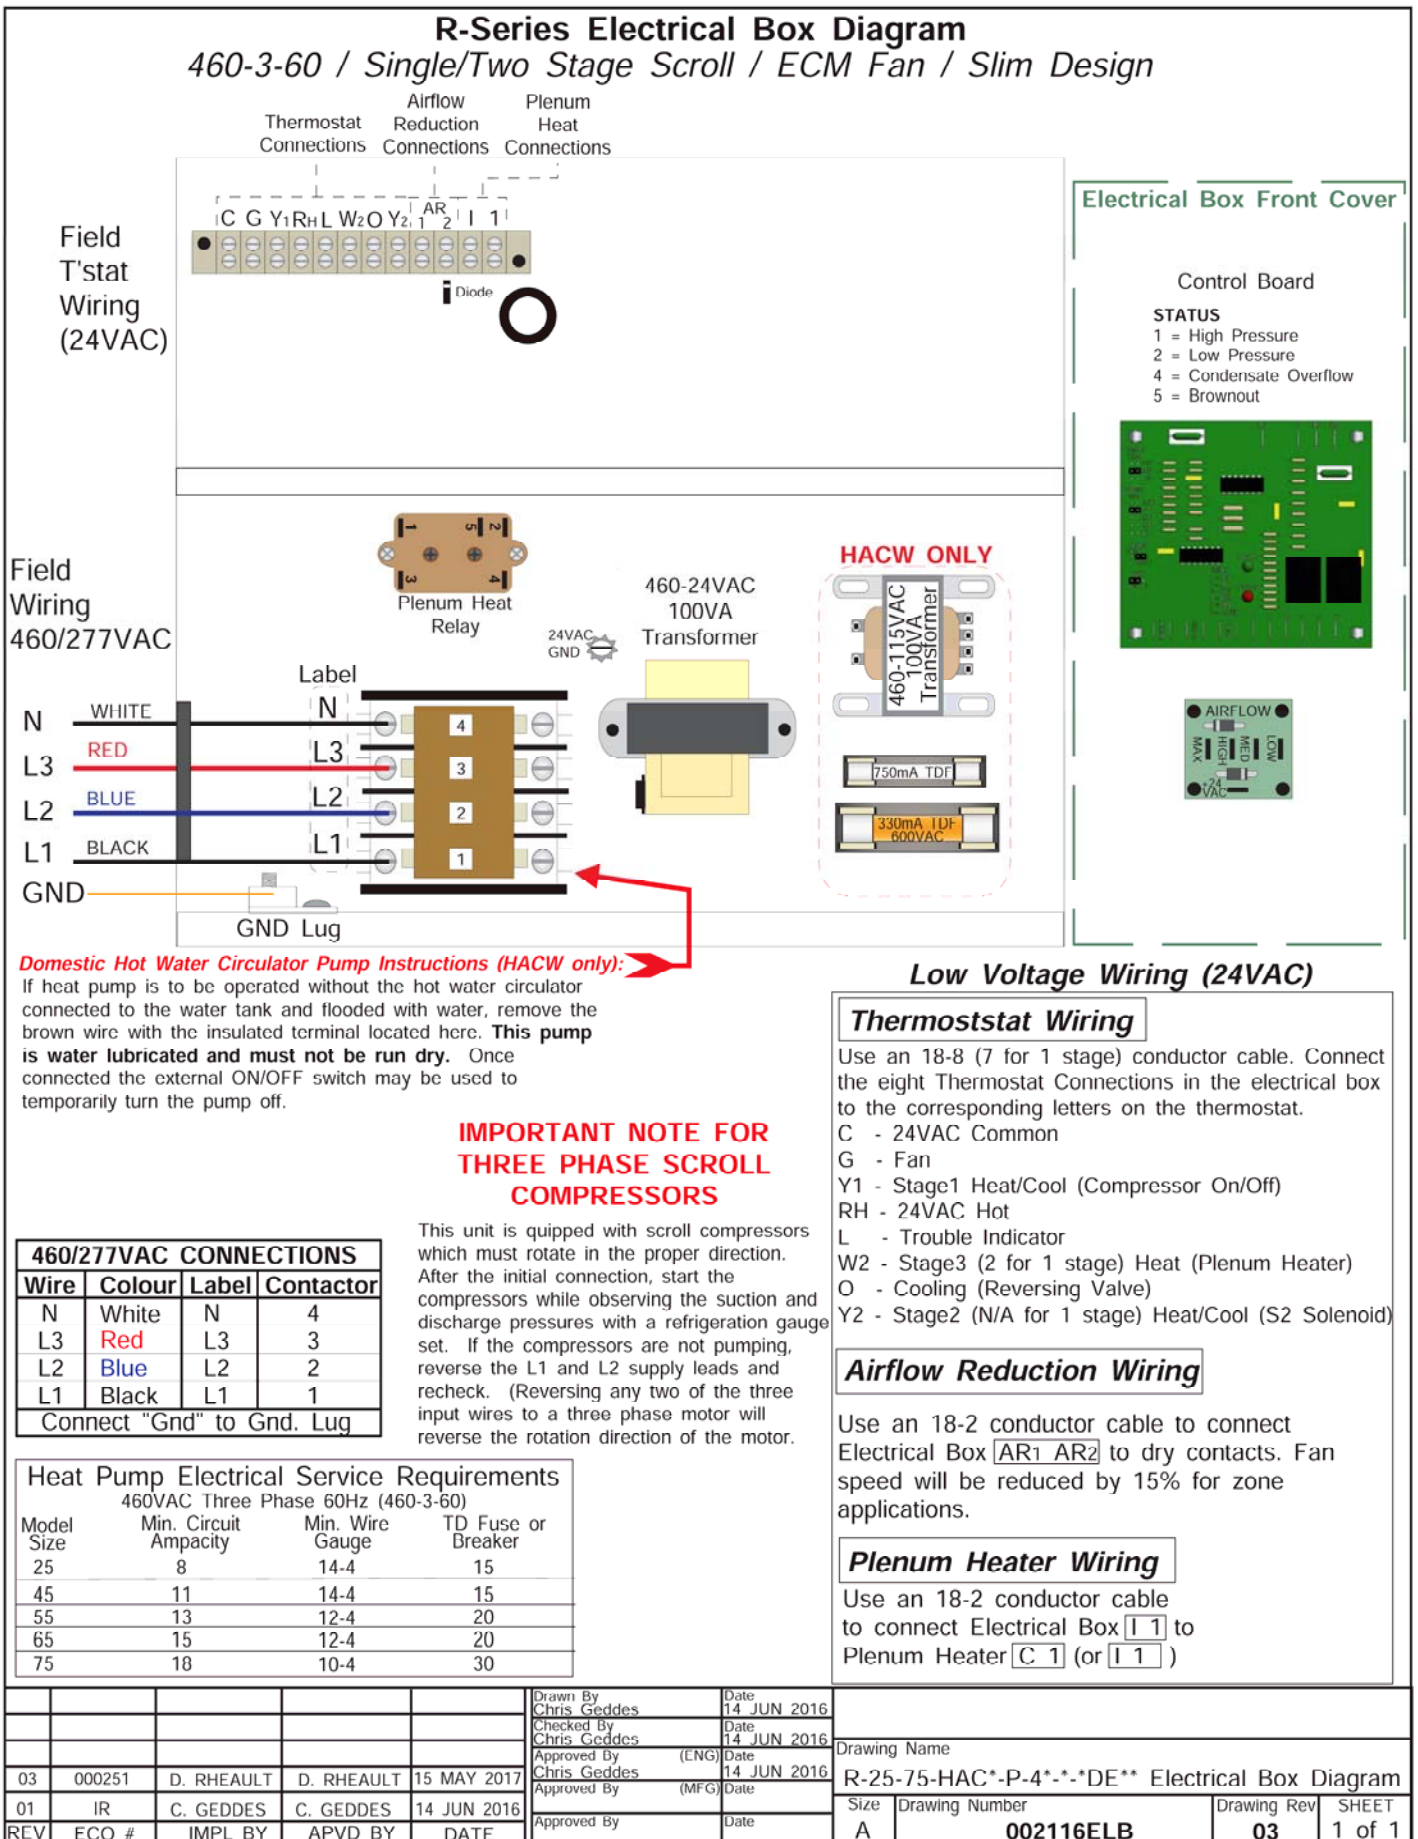 R-Series Electrical Box Diagram
460-3-60 / Single/Two Stage Scroll / ECM Fan / Slim Design
Thermostat
Connections
Airflow
Reduction
Connections
Plenum
Heat
Connections
C G Y1 RH L W2 O Y2 AR 1 2 I 1
Field
T'stat
Wiring
(24VAC)
Diode
Electrical Box Front Cover
Control Board
STATUS
1 = High Pressure
2 = Low Pressure
4 = Condensate Overflow
5 = Brownout
AIRFLOW
MAX HIGH MED LOW
+24
VAC
Field
Wiring
460/277VAC
1 5 2
3 4
Plenum Heat
Relay
24VAC
GND
460-24VAC
100VA
Transformer
HACW ONLY
460-115VAC
100VA
Transformer
750mA TDF
330mA TDF
600VAC
Label
N WHITE N 4
L3 RED L3 3
L2 BLUE L2 2
L1 BLACK L1 1
GND
GND Lug
Domestic Hot Water Circulator Pump Instructions (HACW only):
If heat pump is to be operated without the hot water circulator
connected to the water tank and flooded with water, remove the
brown wire with the insulated terminal located here. This pump
is water lubricated and must not be run dry. Once
connected the external ON/OFF switch may be used to
temporarily turn the pump off.
IMPORTANT NOTE FOR
THREE PHASE SCROLL
COMPRESSORS
This unit is quipped with scroll compressors
which must rotate in the proper direction.
After the initial connection, start the
compressors while observing the suction and
discharge pressures with a refrigeration gauge
set. If the compressors are not pumping,
reverse the L1 and L2 supply leads and
recheck. (Reversing any two of the three
input wires to a three phase motor will
reverse the rotation direction of the motor.
460/277VAC CONNECTIONS
Wire Colour Label Contactor
N White N 4
L3 Red L3 3
L2 Blue L2 2
L1 Black L1 1
Connect "Gnd" to Gnd. Lug
Heat Pump Electrical Service Requirements
460VAC Three Phase 60Hz (460-3-60)
Model Size Min. Circuit Ampacity Min. Wire Gauge TD Fuse or Breaker
25 8 14-4 15
45 11 14-4 15
55 13 12-4 20
65 15 12-4 20
75 18 10-4 30
Low Voltage Wiring (24VAC)
Thermoststat Wiring
Use an 18-8 (7 for 1 stage) conductor cable. Connect
the eight Thermostat Connections in the electrical box
to the corresponding letters on the thermostat.
C - 24VAC Common
G - Fan
Y1 - Stage1 Heat/Cool (Compressor On/Off)
RH - 24VAC Hot
L - Trouble Indicator
W2 - Stage3 (2 for 1 stage) Heat (Plenum Heater)
O - Cooling (Reversing Valve)
Y2 - Stage2 (N/A for 1 stage) Heat/Cool (S2 Solenoid)
Airflow Reduction Wiring
Use an 18-2 conductor cable to connect
Electrical Box AR1 AR2 to dry contacts. Fan
speed will be reduced by 15% for zone
applications.
Plenum Heater Wiring
Use an 18-2 conductor cable
to connect Electrical Box I 1 to
Plenum Heater C 1 (or I 1 )
03 000251 D. RHEAULT D. RHEAULT 15 MAY 2017
01 IR C. GEDDES C. GEDDES 14 JUN 2016
REV ECO # IMPL BY APVD BY DATE
Drawn By Date
Chris Geddes 14 JUN 2016
Checked By Date
Chris Geddes 14 JUN 2016
Approved By (ENG) Date
Chris Geddes 14 JUN 2016
Approved By (MFG) Date
Approved By Date
Drawing Name
R-25-75-HAC*-P-4*-*-*DE** Electrical Box Diagram
Size Drawing Number Drawing Rev SHEET
A 002116ELB 03 1 of 1